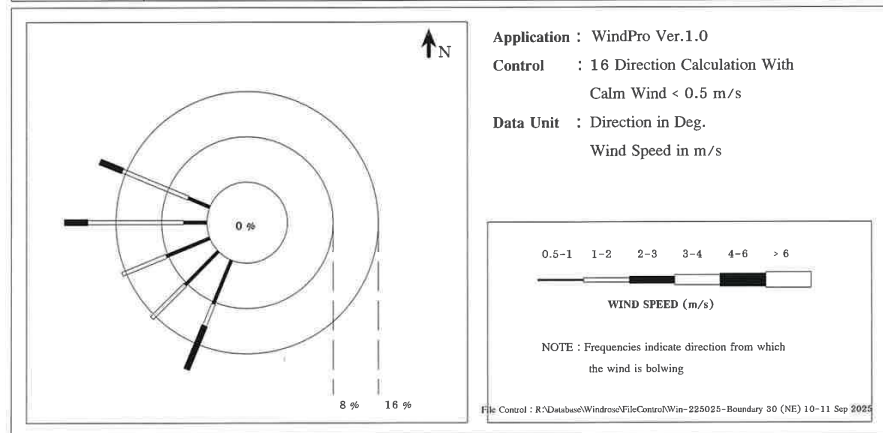 N
0 %
8 % 16 %
Application : WindPro Ver.1.0
Control : 16 Direction Calculation With
Calm Wind < 0.5 m/s
Data Unit : Direction in Deg.
Wind Speed in m/s
0.5-1 1-2 2-3 3-4 4-6 > 6
WIND SPEED (m/s)
NOTE : Frequencies indicate direction from which
the wind is bolwing
File Control : R:\Database\Windrose\FileControl\Win-225025-Boundary 30 (NE) 10-11 Sep 2025